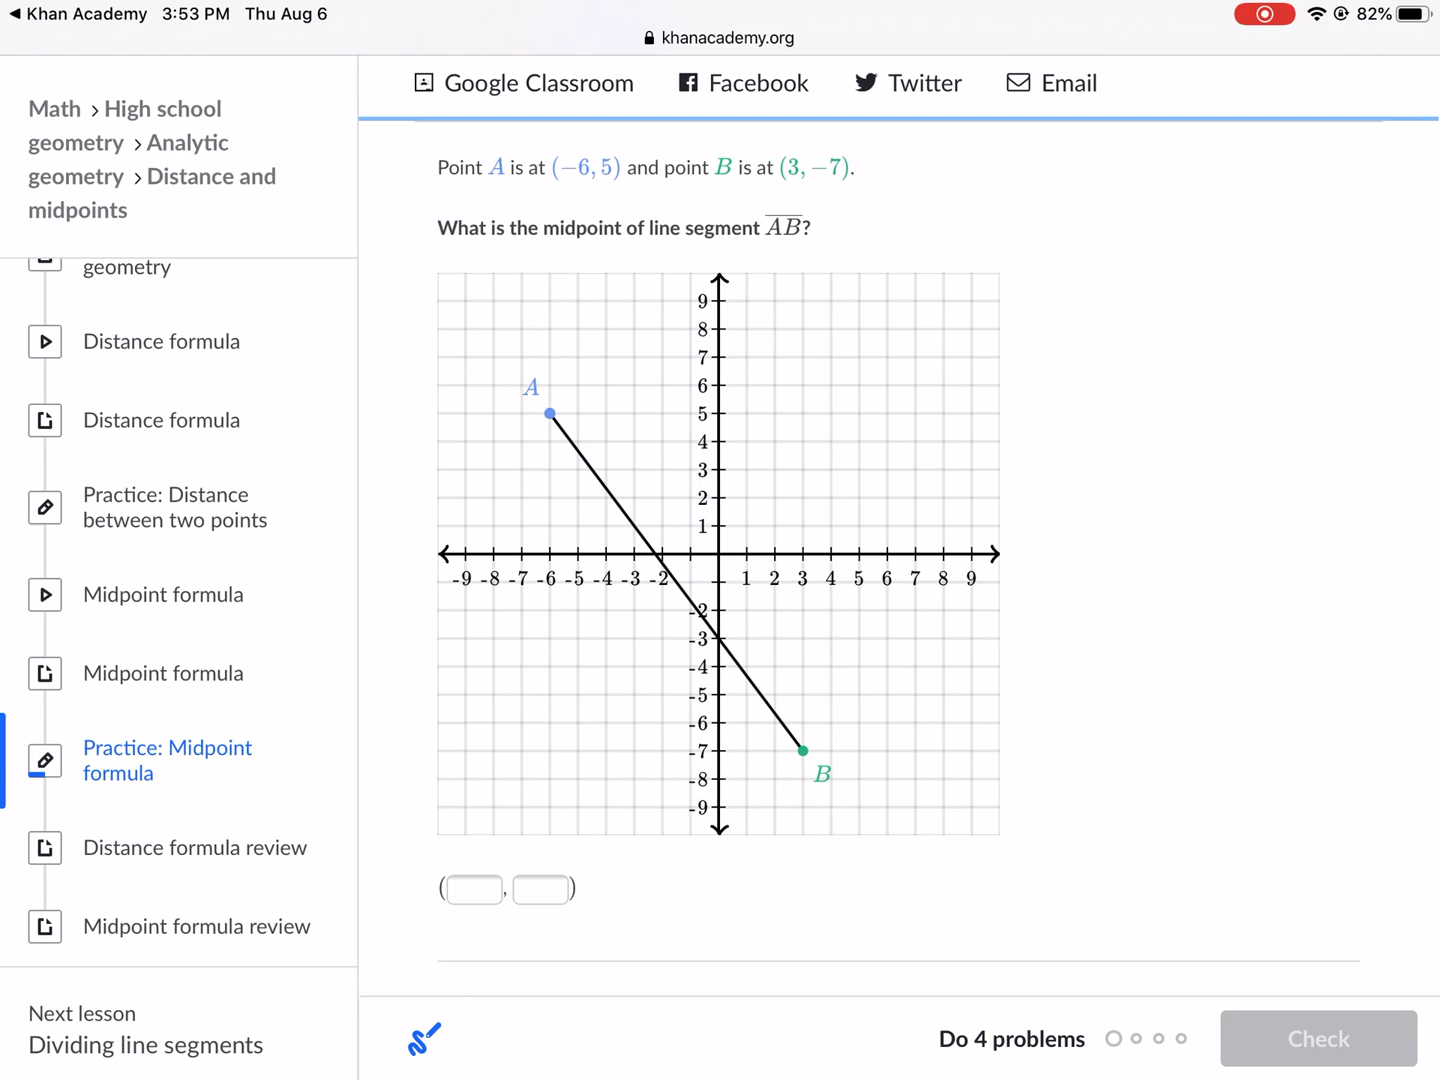 Khan Academy 3:53 PM Thu Aug 6 82%
khanacademy.org
Google Classroom Facebook Twitter Email
Math > High school
geometry > Analytic
geometry > Distance and
midpoints
geometry
Distance formula
Distance formula
Practice: Distance
between two points
Midpoint formula
Midpoint formula
Practice: Midpoint
formula
Distance formula review
Midpoint formula review
Next lesson
Dividing line segments
Point A is at (−6, 5) and point B is at (3, −7).
What is the midpoint of line segment A̅B̅?
9
8
7
A
6
5
4
3
2
1
-9 -8 -7 -6 -5 -4 -3 -2 1 2 3 4 5 6 7 8 9
-2
-3
-4
-5
-6
-7
B
-8
-9
( , )
Do 4 problems
Check